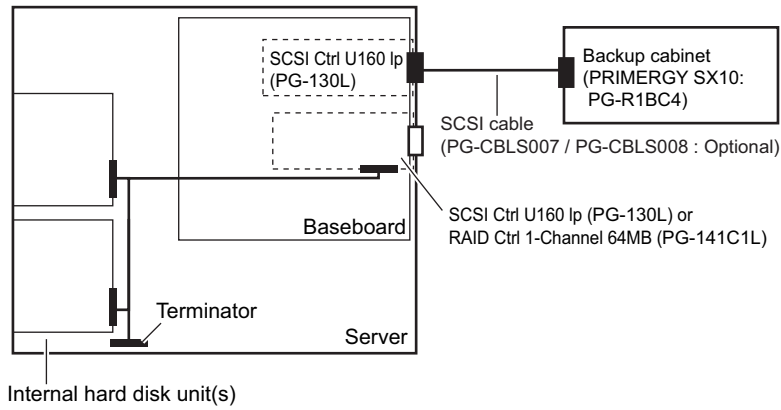 SCSI Ctrl U160 lp
(PG-130L)
Backup cabinet
(PRIMERGY SX10:
PG-R1BC4)
SCSI cable
(PG-CBLS007 / PG-CBLS008 : Optional)
SCSI Ctrl U160 lp (PG-130L) or
RAID Ctrl 1-Channel 64MB (PG-141C1L)
Baseboard
Terminator
Server
Internal hard disk unit(s)